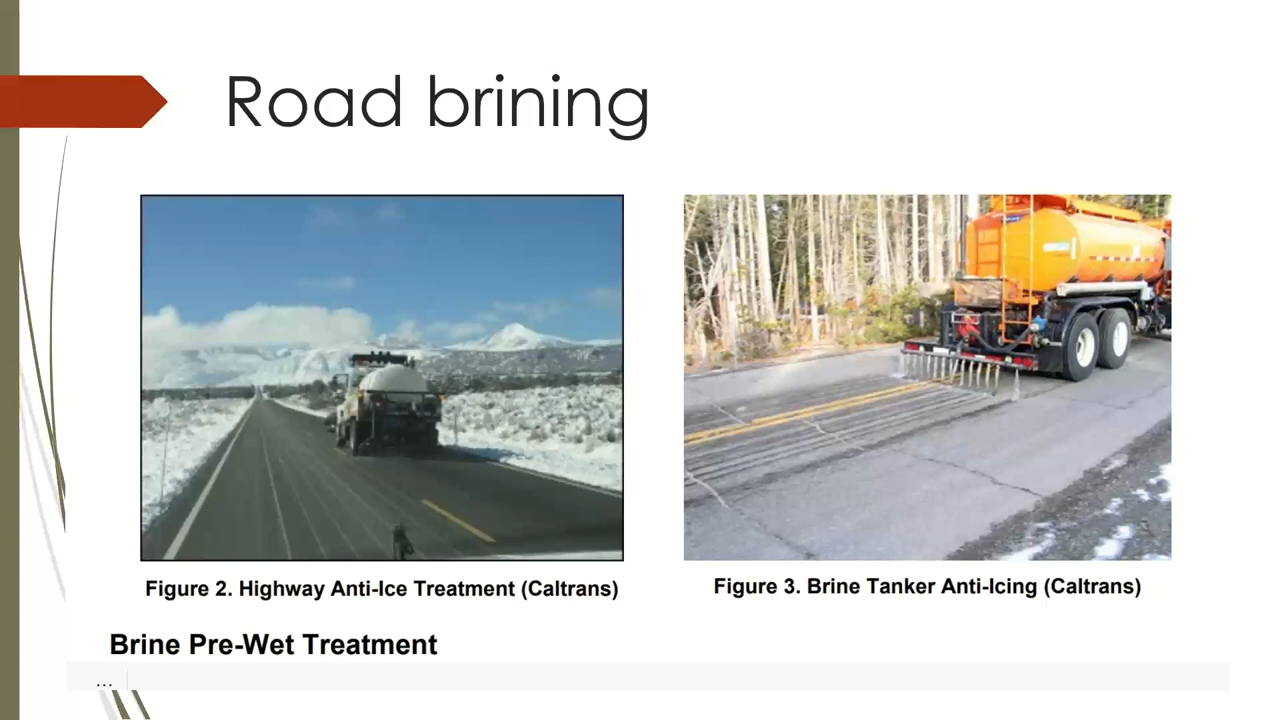 Road brining
Figure 2. Highway Anti-Ice Treatment (Caltrans)
Figure 3. Brine Tanker Anti-Icing (Caltrans)
Brine Pre-Wet Treatment
...